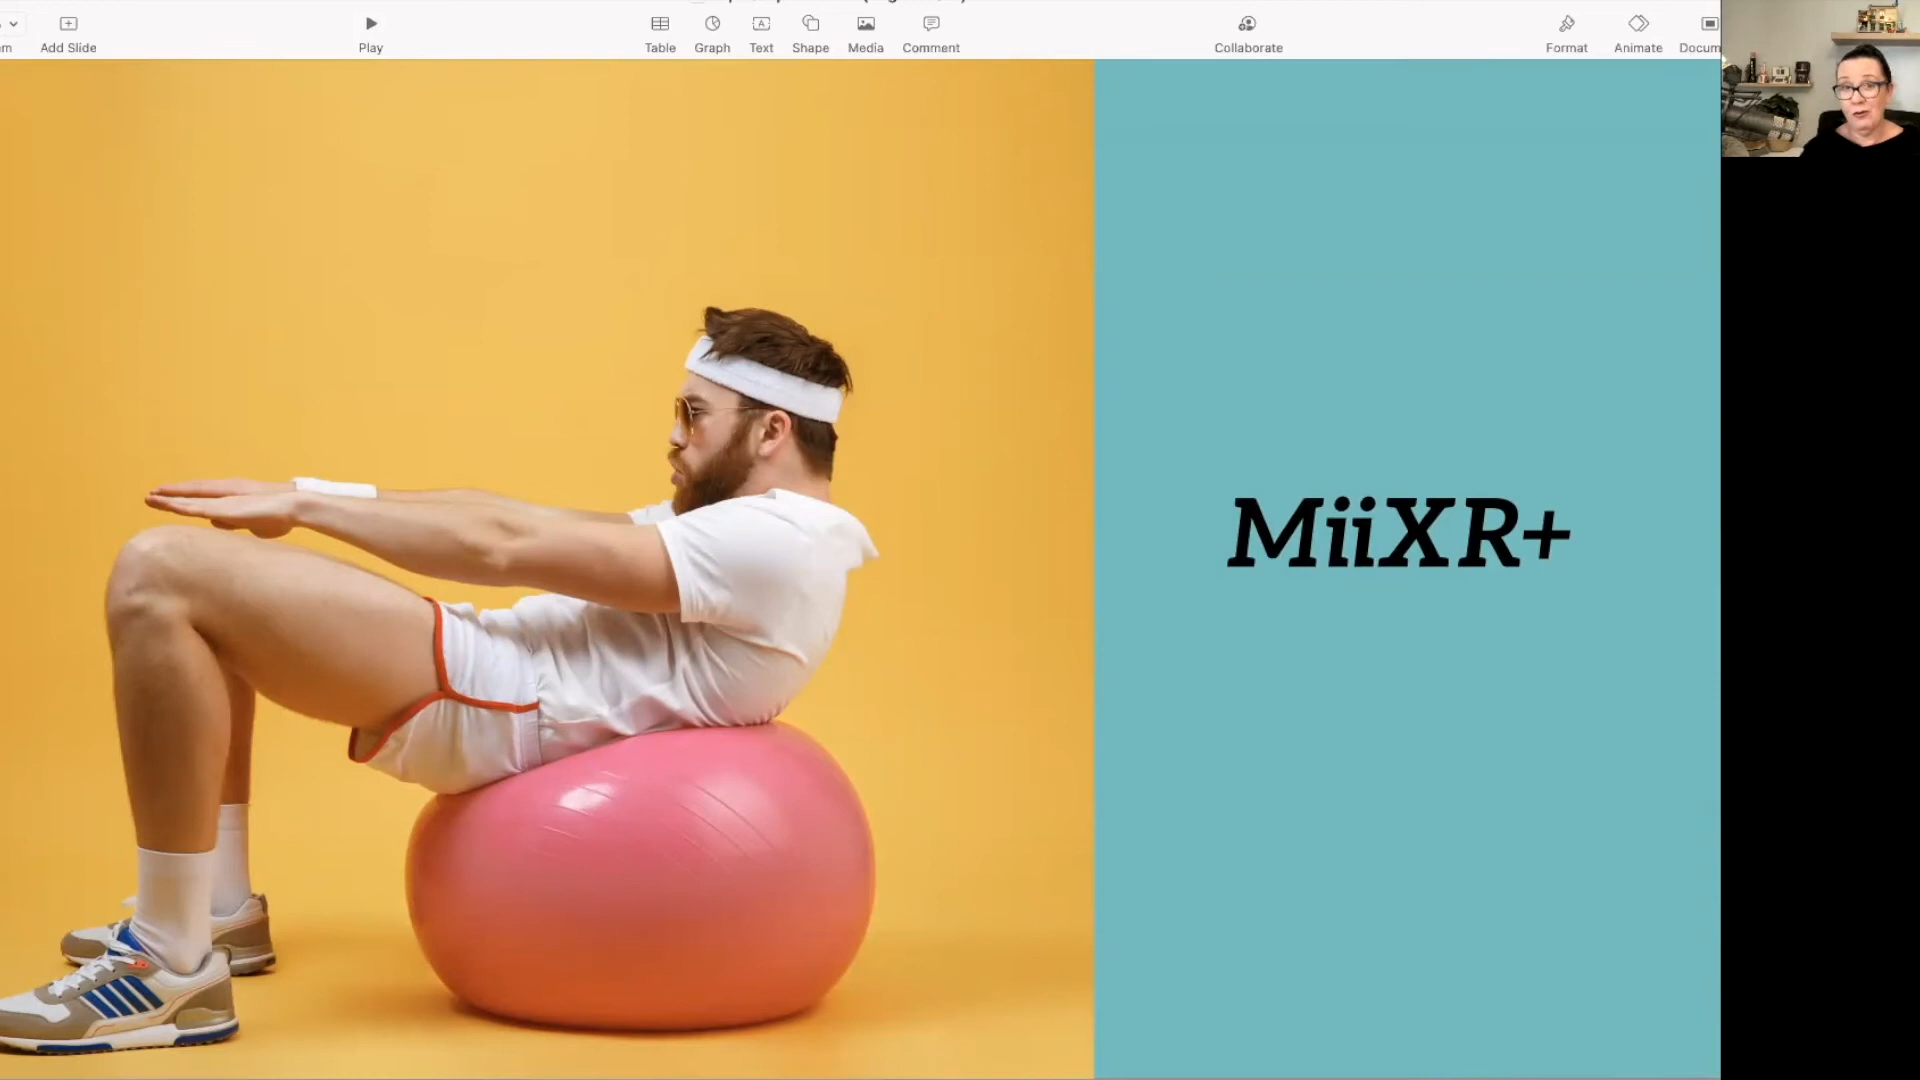 Add Slide
Play
Table
Graph
Text
Shape
Media
Comment
Collaborate
Format
Animate
MiiXR+